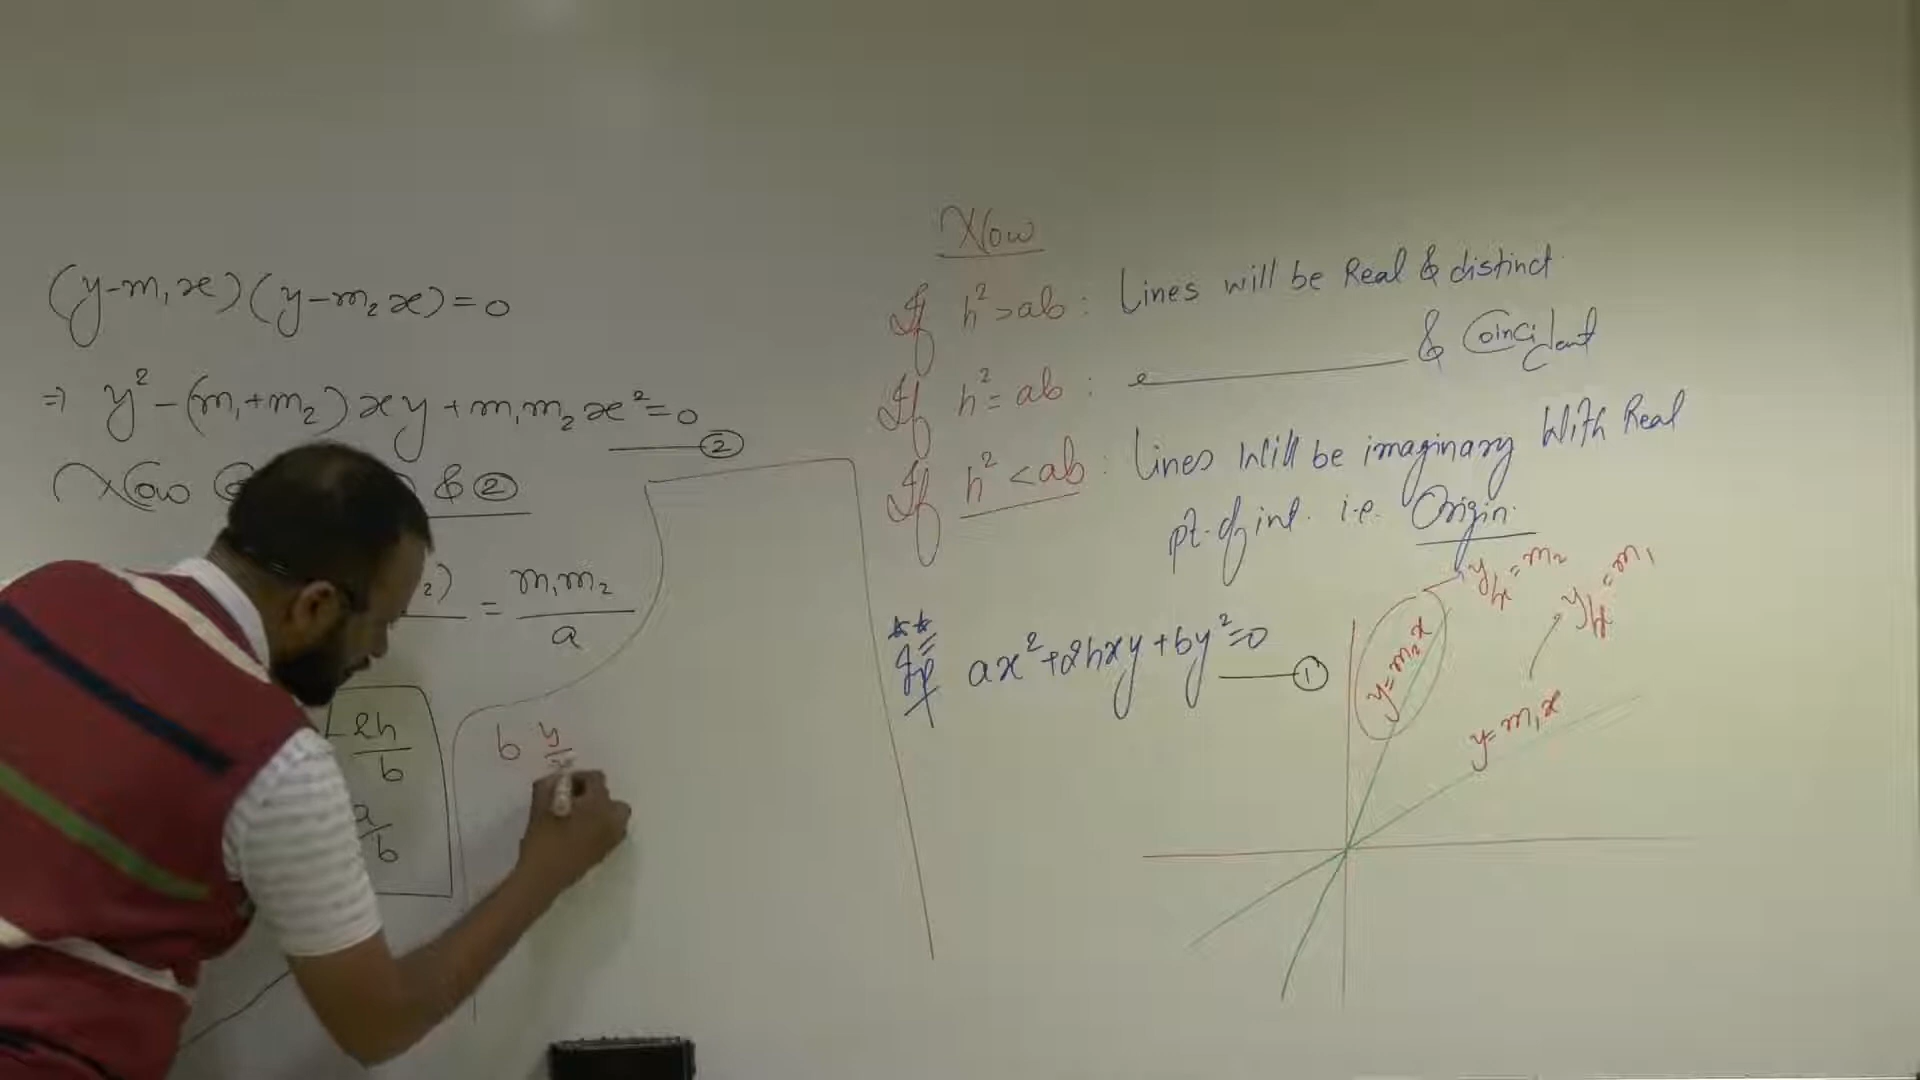 (y-m₁x)(y-m₂x)=0
⇒ y²-(m₁+m₂)xy+m₁m₂x²=0
②
Now & ②
₂) = m₁m₂/a
-2h/b
a/b
b y/x
Now
If h²>ab : Lines will be Real & distinct
If h²=ab : & Coincident
If h²<ab : Lines Will be imaginary With Real
pt. of int. i.e. Origin.
If ax²+2hxy+by²=0 ①
y/x=m₂
y/x=m₁
y=m₂x
y=m₁x